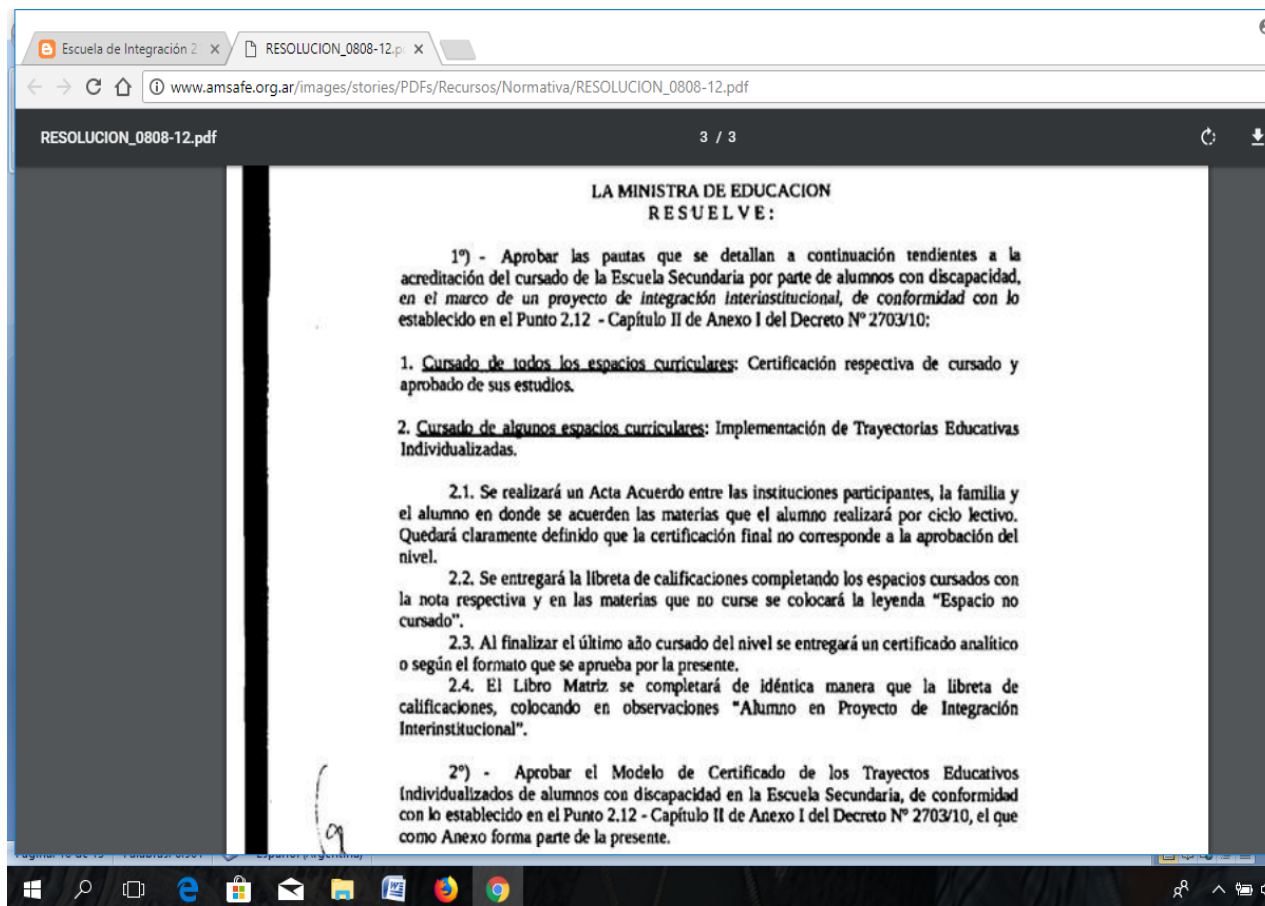 Escuela de Integración 2
RESOLUCION_0808-12.p
www.amsafe.org.ar/images/stories/PDFs/Recursos/Normativa/RESOLUCION_0808-12.pdf
RESOLUCION_0808-12.pdf
3 / 3
LA MINISTRA DE EDUCACION
RESUELVE:
1º) - Aprobar las pautas que se detallan a continuación tendientes a la
acreditación del cursado de la Escuela Secundaria por parte de alumnos con discapacidad,
en el marco de un proyecto de integración interinstitucional, de conformidad con lo
establecido en el Punto 2.12 - Capítulo II de Anexo I del Decreto Nº 2703/10:
1. Cursado de todos los espacios curriculares: Certificación respectiva de cursado y
aprobado de sus estudios.
2. Cursado de algunos espacios curriculares: Implementación de Trayectorias Educativas
Individualizadas.
2.1. Se realizará un Acta Acuerdo entre las instituciones participantes, la familia y
el alumno en donde se acuerden las materias que el alumno realizará por ciclo lectivo.
Quedará claramente definido que la certificación final no corresponde a la aprobación del
nivel.
2.2. Se entregará la libreta de calificaciones completando los espacios cursados con
la nota respectiva y en las materias que no curse se colocará la leyenda "Espacio no
cursado".
2.3. Al finalizar el último año cursado del nivel se entregará un certificado analítico
o según el formato que se aprueba por la presente.
2.4. El Libro Matriz se completará de idéntica manera que la libreta de
calificaciones, colocando en observaciones "Alumno en Proyecto de Integración
Interinstitucional".
2º) - Aprobar el Modelo de Certificado de los Trayectos Educativos
Individualizados de alumnos con discapacidad en la Escuela Secundaria, de conformidad
con lo establecido en el Punto 2.12 - Capítulo II de Anexo I del Decreto Nº 2703/10, el que
como Anexo forma parte de la presente.